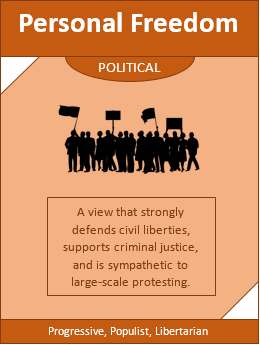 Personal Freedom
POLITICAL
A view that strongly
defends civil liberties,
supports criminal justice,
and is sympathetic to
large-scale protesting.
Progressive, Populist, Libertarian